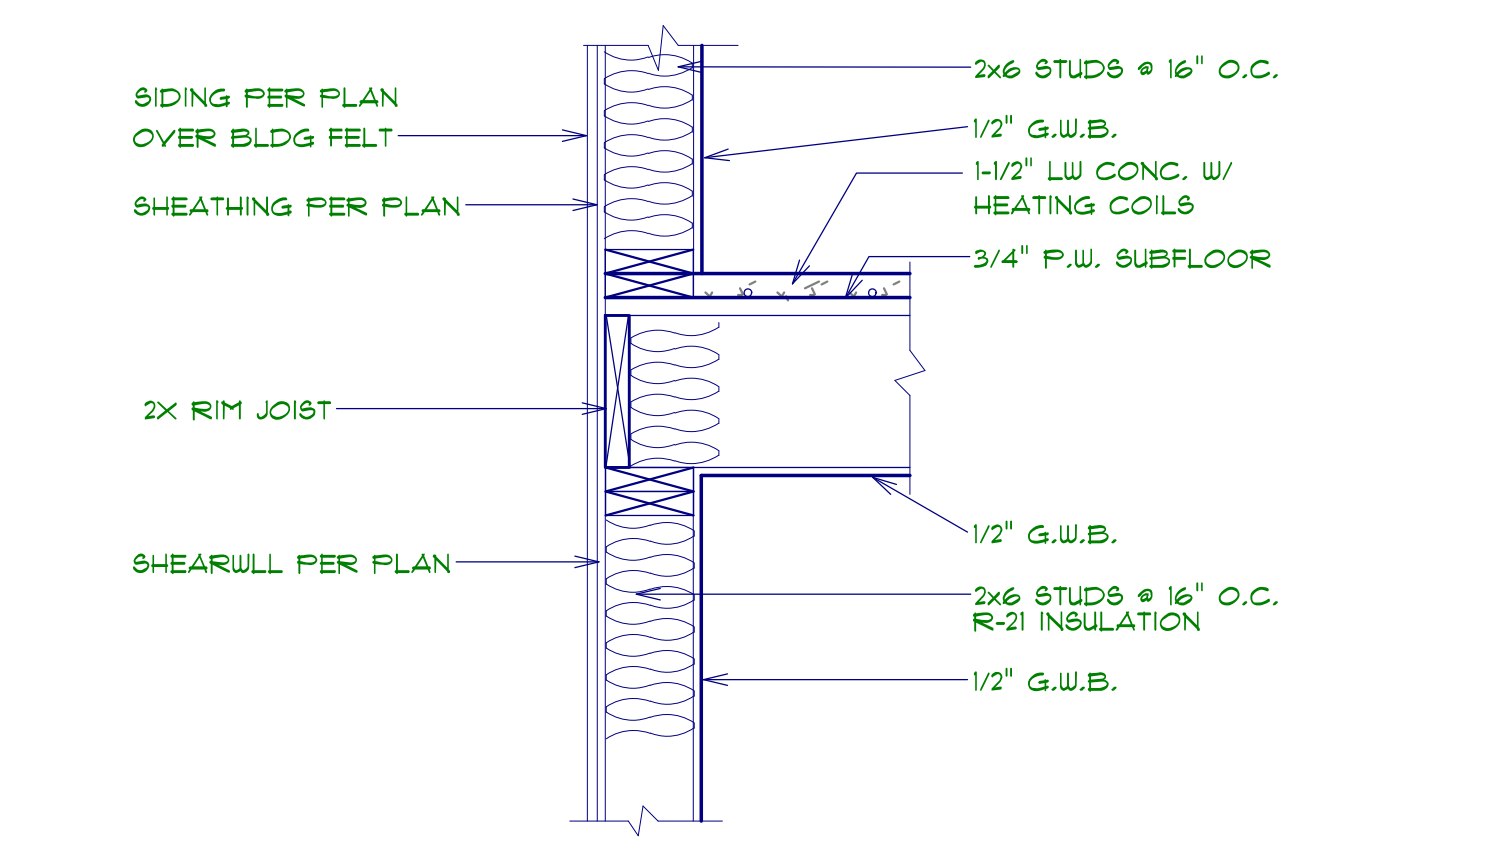 SIDING PER PLAN
OVER BLDG FELT
SHEATHING PER PLAN
2X RIM JOIST
SHEARWLL PER PLAN
2x6 STUDS @ 16" O.C.
1/2" G.W.B.
1-1/2" LW CONC. W/
HEATING COILS
3/4" P.W. SUBFLOOR
1/2" G.W.B.
2x6 STUDS @ 16" O.C.
R-21 INSULATION
1/2" G.W.B.